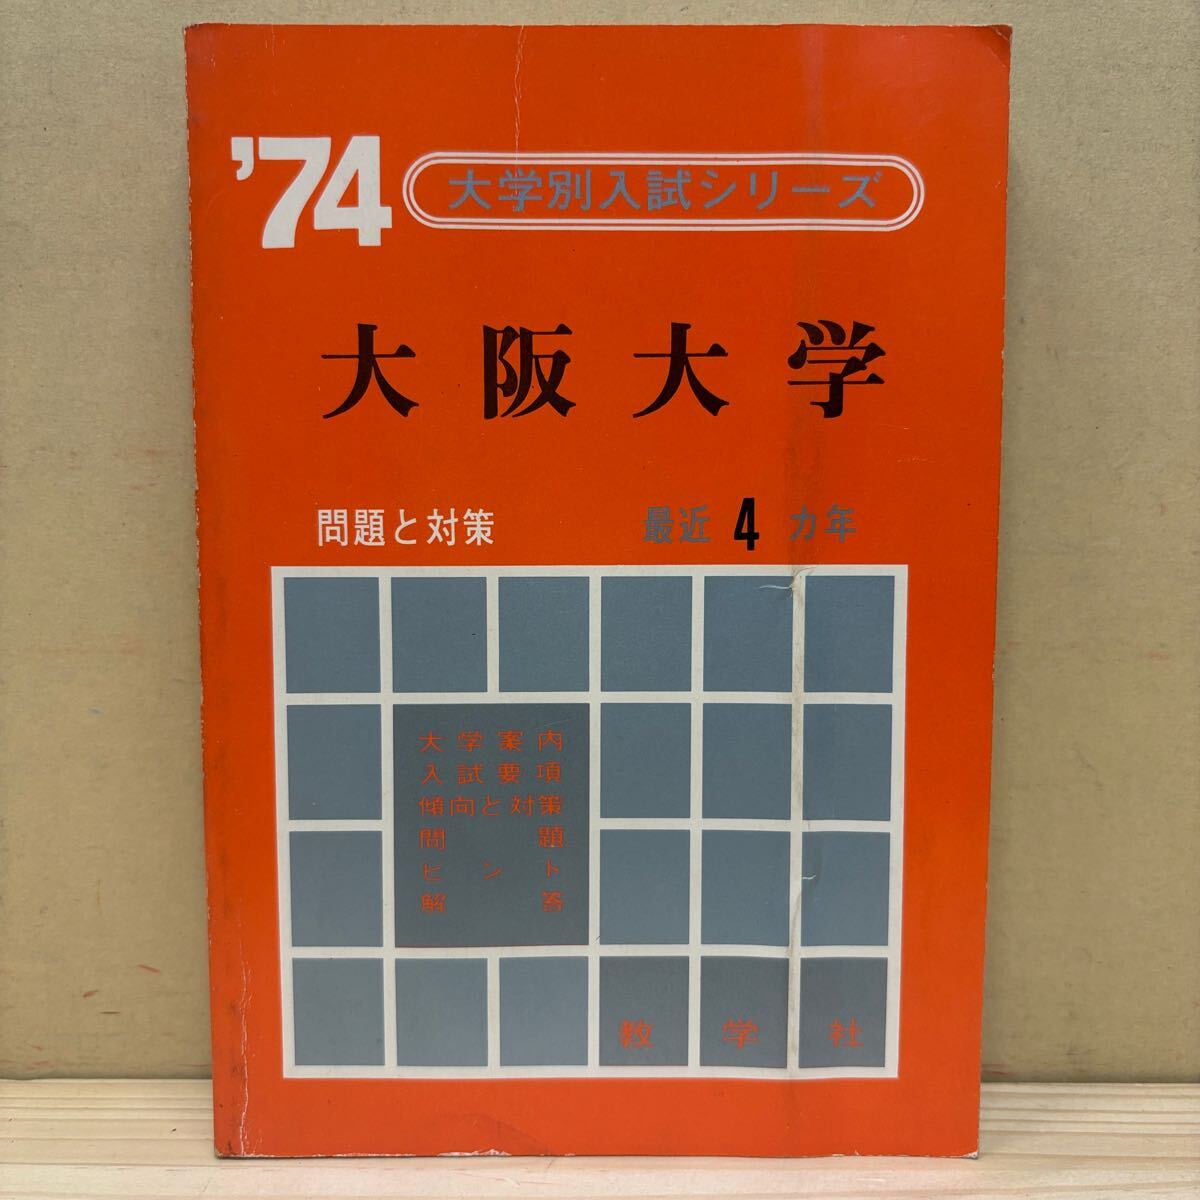 '74 大学別入試シリーズ
大阪大学
問題と対策 最近4カ年
大学案内
入試要項
傾向と対策
問題
ヒント
解答
教学社